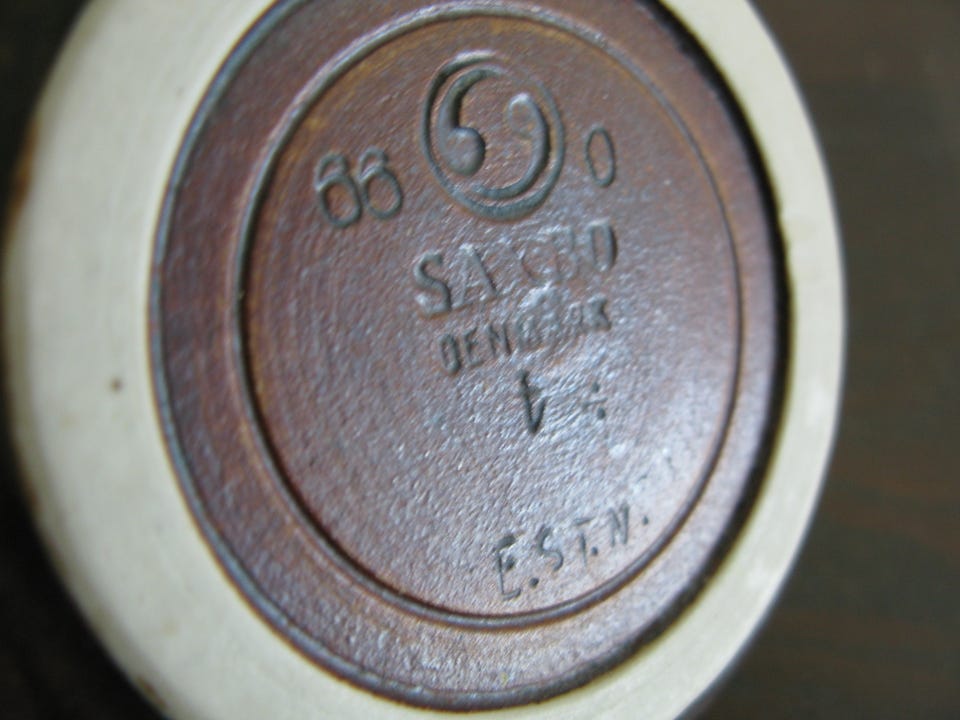 66 0
SAXBO
DENMARK
E.ST.N.